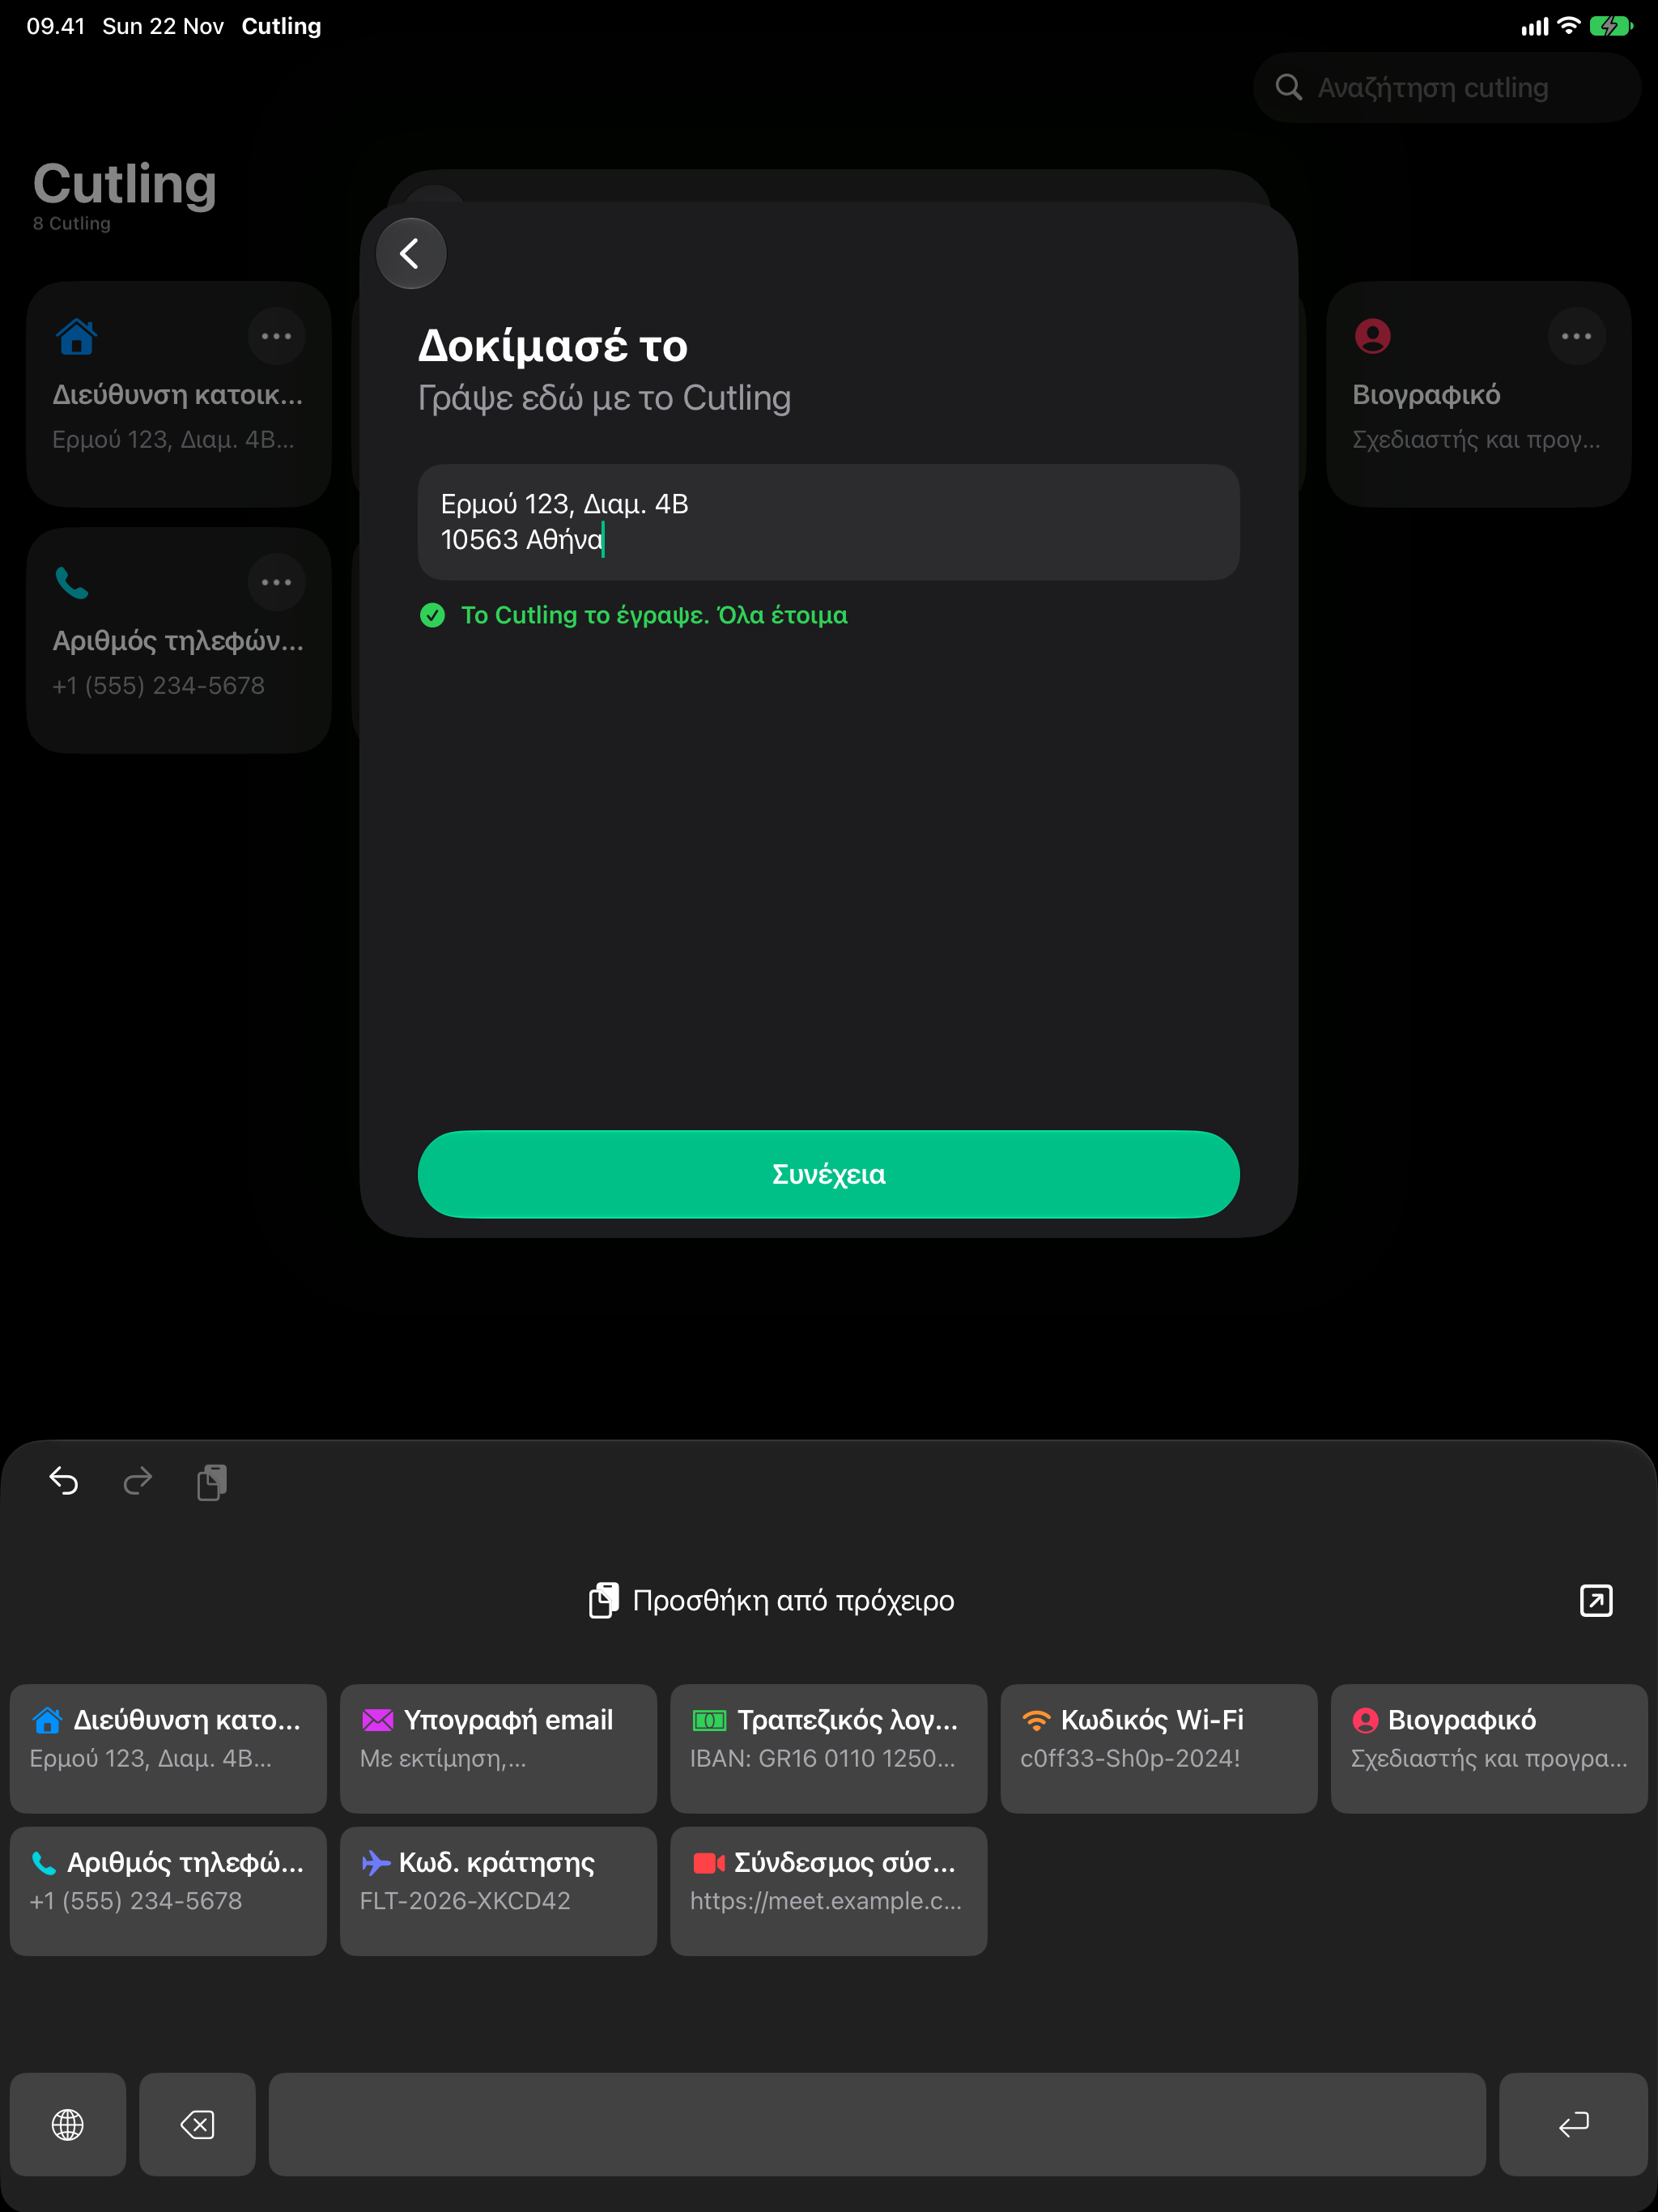 09.41 Sun 22 Nov Cutling
Αναζήτηση cutling
Cutling
8 Cutling
Διεύθυνση κατοικ...
Ερμού 123, Διαμ. 4Β...
Βιογραφικό
Σχεδιαστής και προγ...
Αριθμός τηλεφών...
+1 (555) 234-5678
Δοκίμασέ το
Γράψε εδώ με το Cutling
Ερμού 123, Διαμ. 4Β
10563 Αθήνα
Το Cutling το έγραψε. Όλα έτοιμα
Συνέχεια
Προσθήκη από πρόχειρο
Διεύθυνση κατο...
Ερμού 123, Διαμ. 4Β...
Υπογραφή email
Με εκτίμηση,...
Τραπεζικός λογ...
IBAN: GR16 0110 1250...
Κωδικός Wi-Fi
c0ff33-Sh0p-2024!
Βιογραφικό
Σχεδιαστής και προγρα...
Αριθμός τηλεφώ...
+1 (555) 234-5678
Κωδ. κράτησης
FLT-2026-XKCD42
Σύνδεσμος σύσ...
https://meet.example.c...